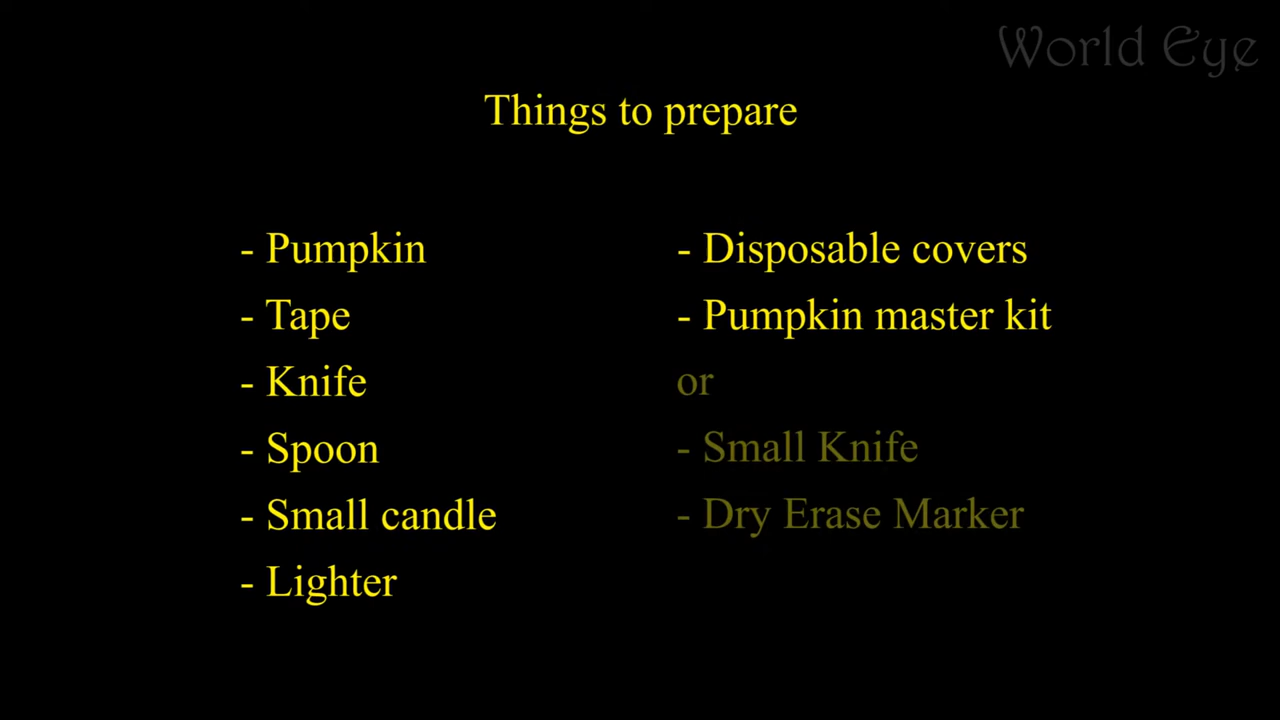 World Eye
Things to prepare
- Pumpkin
- Tape
- Knife
- Spoon
- Small candle
- Lighter
- Disposable covers
- Pumpkin master kit
or
- Small Knife
- Dry Erase Marker